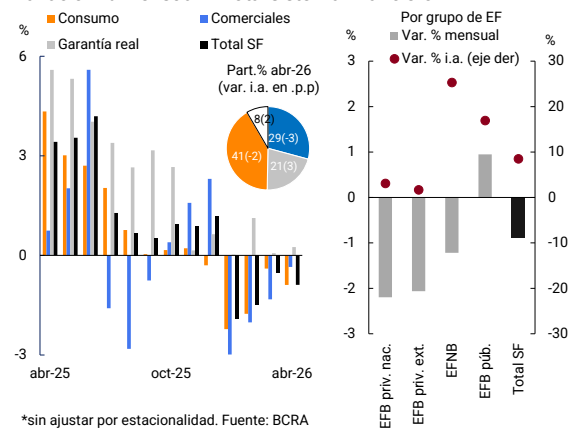 Consumo
Comerciales
Garantía real
Total SF
%
6
3
0
-3
abr-25
oct-25
abr-26
Part.% abr-26
(var. i.a. en .p.p)
8(2)
29(-3)
41(-2)
21(3)
Por grupo de EF
Var. % mensual
Var. % i.a. (eje der)
%
%
3
2
1
0
-1
-2
-3
30
20
10
0
-10
-20
-30
EFB priv. nac.
EFB priv. ext.
EFNB
EFB púb.
Total SF
*sin ajustar por estacionalidad. Fuente: BCRA